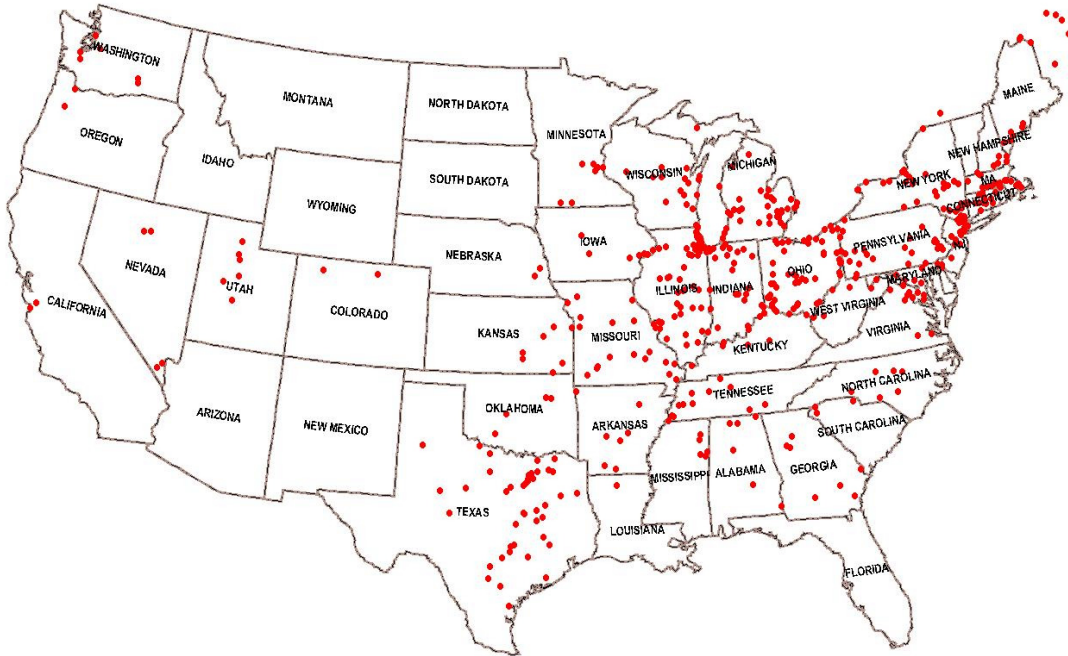 WASHINGTON
MONTANA
NORTH DAKOTA
MINNESOTA
MAINE
OREGON
IDAHO
SOUTH DAKOTA
WISCONSIN
MICHIGAN
NEW YORK
NEW HAMPSHIRE
MA
CONNECTICUT
WYOMING
IOWA
NEBRASKA
PENNSYLVANIA
NJ
NEVADA
UTAH
CALIFORNIA
COLORADO
KANSAS
MISSOURI
ILLINOIS
INDIANA
OHIO
MARYLAND
WEST VIRGINIA
VIRGINIA
KENTUCKY
ARIZONA
NEW MEXICO
OKLAHOMA
ARKANSAS
TENNESSEE
NORTH CAROLINA
SOUTH CAROLINA
TEXAS
LOUISIANA
MISSISSIPPI
ALABAMA
GEORGIA
FLORIDA